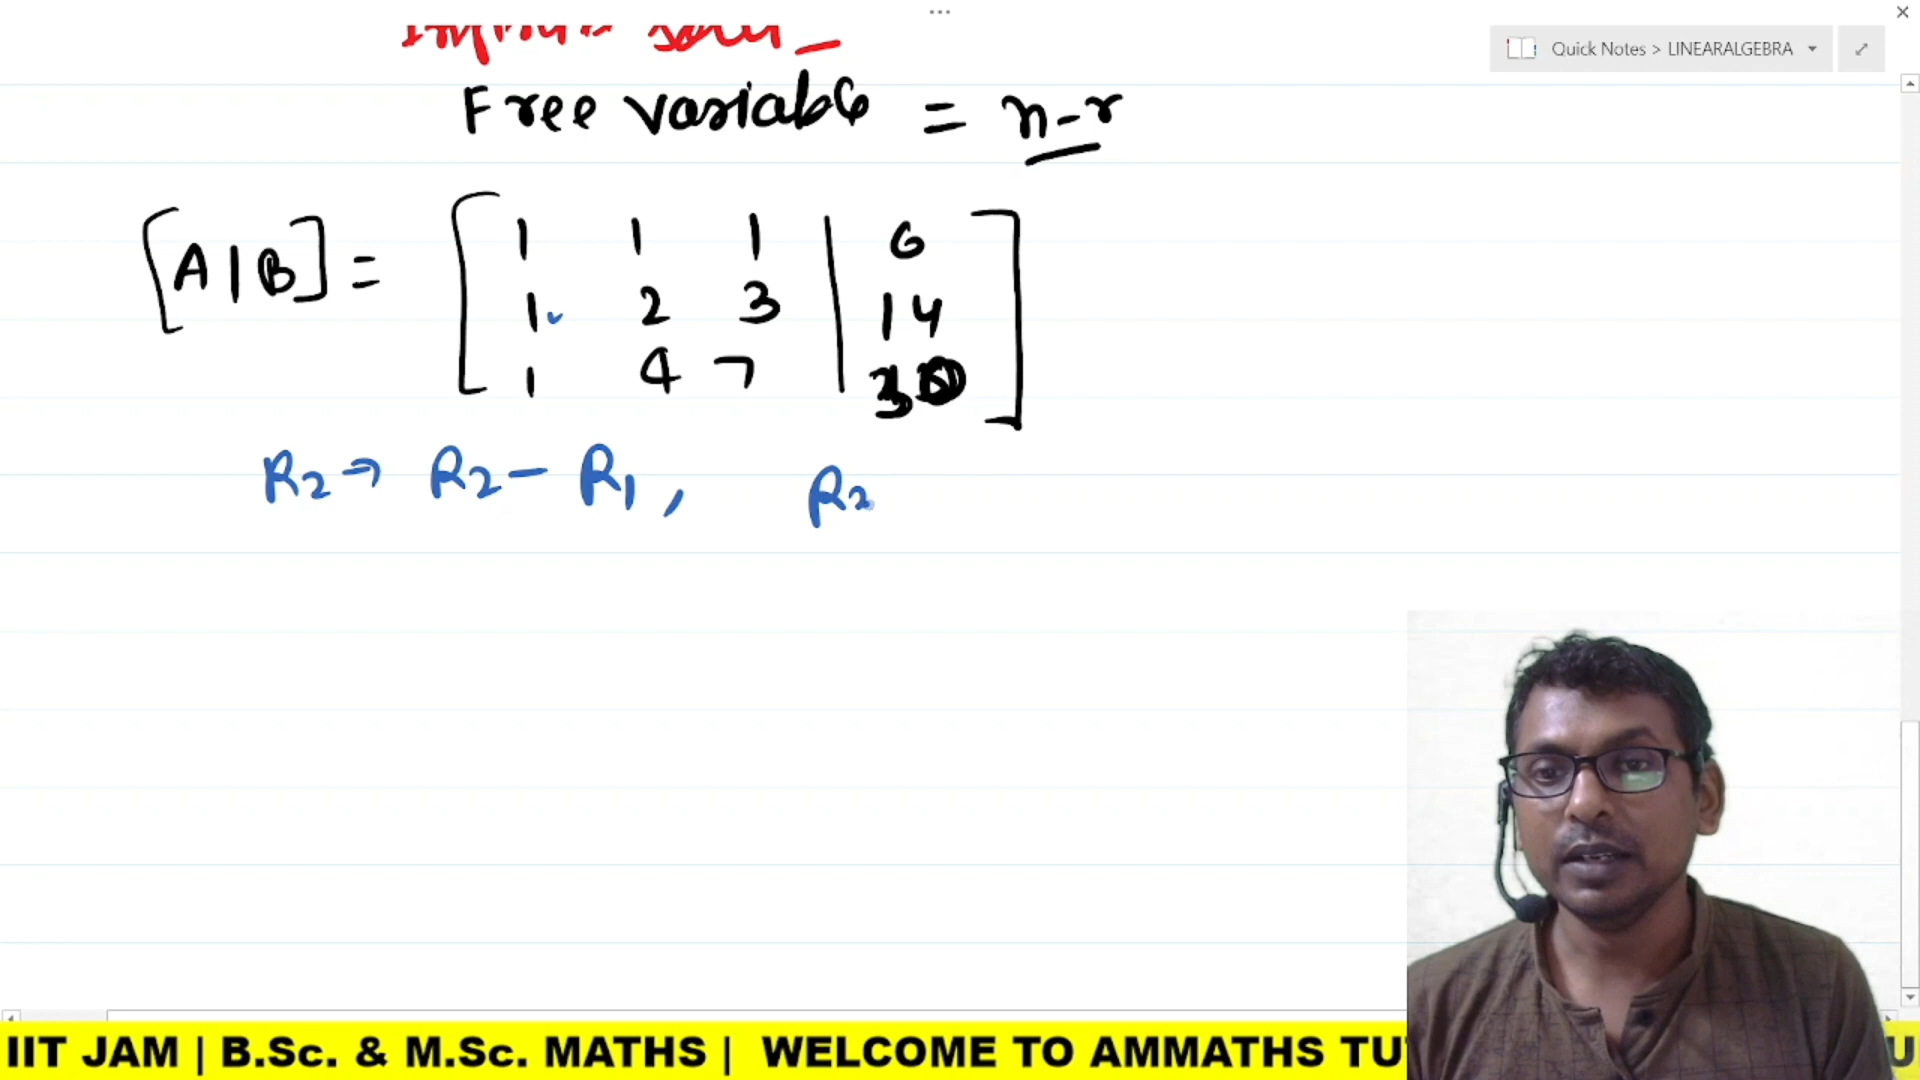 Quick Notes > LINEARALGEBRA
Free variable = n-r
[A|B] = [ 1 1 1 | 6
1 2 3 | 14
1 4 7 | 30 ]
R2 → R2 - R1, R2
IIT JAM | B.Sc. & M.Sc. MATHS | WELCOME TO AMMATHS TU